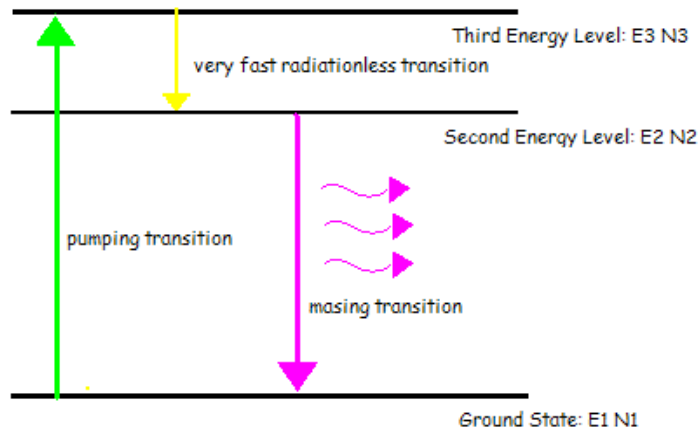 Third Energy Level: E3 N3
very fast radiationless transition
Second Energy Level: E2 N2
pumping transition
masing transition
Ground State: E1 N1